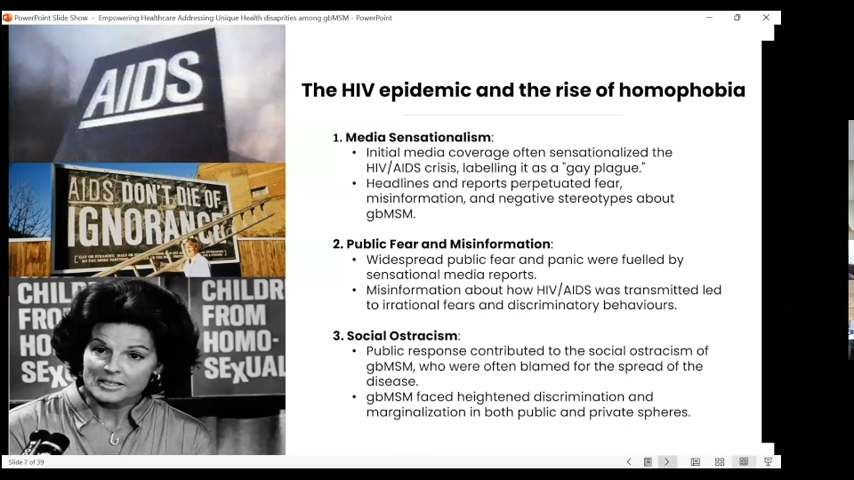 PowerPoint Slide Show - Empowering Healthcare Addressing Unique Health disaprities among gbMSM - PowerPoint
AIDS
AIDS DON'T DIE OF
IGNORANCE
CHILD
FROM
HO
SEX
CHILDR
FROM
HOMO-
SEXUAL
The HIV epidemic and the rise of homophobia
1. Media Sensationalism:
• Initial media coverage often sensationalized the
HIV/AIDS crisis, labelling it as a "gay plague."
• Headlines and reports perpetuated fear,
misinformation, and negative stereotypes about
gbMSM.
2. Public Fear and Misinformation:
• Widespread public fear and panic were fuelled by
sensational media reports.
• Misinformation about how HIV/AIDS was transmitted led
to irrational fears and discriminatory behaviours.
3. Social Ostracism:
• Public response contributed to the social ostracism of
gbMSM, who were often blamed for the spread of the
disease.
• gbMSM faced heightened discrimination and
marginalization in both public and private spheres.
Slide 7 of 39